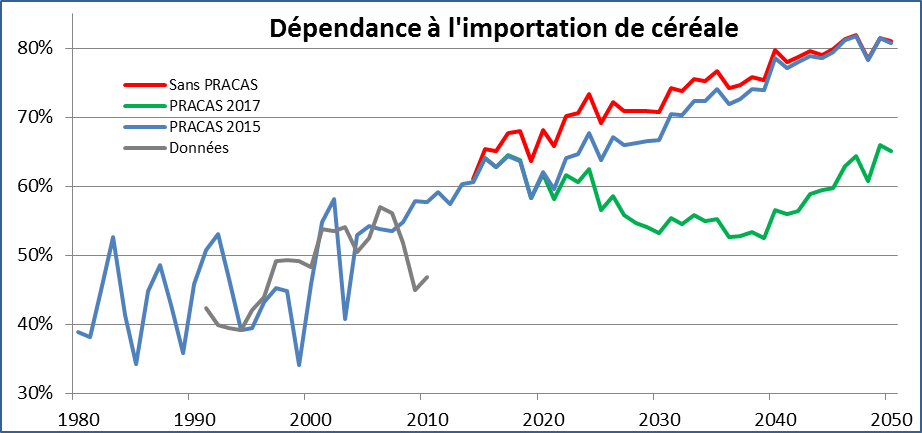 Dépendance à l'importation de céréale
80%
70%
60%
50%
40%
30%
Sans PRACAS
PRACAS 2017
PRACAS 2015
Données
1980 1990 2000 2010 2020 2030 2040 2050